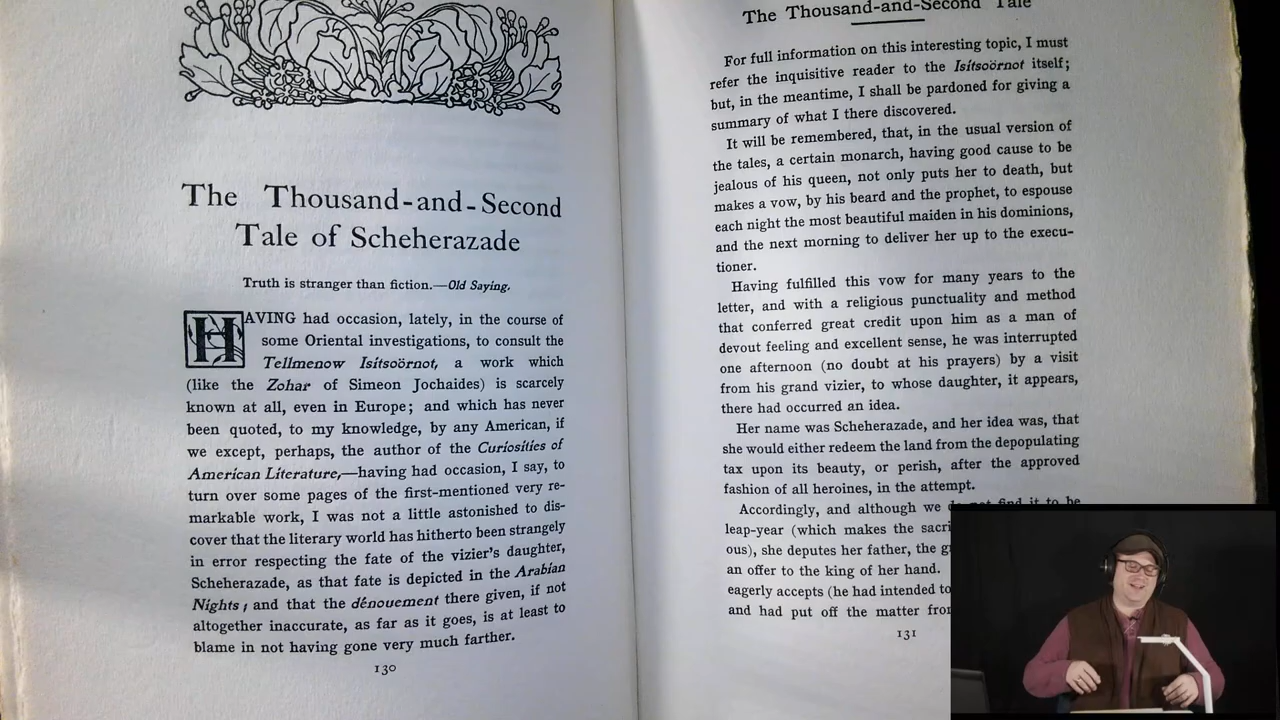 The Thousand-and-Second
Tale of Scheherazade
Truth is stranger than fiction.—Old Saying.
HAVING had occasion, lately, in the course of
some Oriental investigations, to consult the
Tellmenow Isitsoörnot, a work which
(like the Zohar of Simeon Jochaides) is scarcely
known at all, even in Europe; and which has never
been quoted, to my knowledge, by any American, if
we except, perhaps, the author of the Curiosities of
American Literature,—having had occasion, I say, to
turn over some pages of the first-mentioned very re-
markable work, I was not a little astonished to dis-
cover that the literary world has hitherto been strangely
in error respecting the fate of the vizier's daughter,
Scheherazade, as that fate is depicted in the Arabian
Nights; and that the dénouement there given, if not
altogether inaccurate, as far as it goes, is at least to
blame in not having gone very much farther.
130
The Thousand-and-Second Tale
For full information on this interesting topic, I must
refer the inquisitive reader to the Isitsoörnot itself;
but, in the meantime, I shall be pardoned for giving a
summary of what I there discovered.
It will be remembered, that, in the usual version of
the tales, a certain monarch, having good cause to be
jealous of his queen, not only puts her to death, but
makes a vow, by his beard and the prophet, to espouse
each night the most beautiful maiden in his dominions,
and the next morning to deliver her up to the execu-
tioner.
Having fulfilled this vow for many years to the
letter, and with a religious punctuality and method
that conferred great credit upon him as a man of
devout feeling and excellent sense, he was interrupted
one afternoon (no doubt at his prayers) by a visit
from his grand vizier, to whose daughter, it appears,
there had occurred an idea.
Her name was Scheherazade, and her idea was, that
she would either redeem the land from the depopulating
tax upon its beauty, or perish, after the approved
fashion of all heroines, in the attempt.
Accordingly, and although we do not find it to be
leap-year (which makes the sacri
ous), she deputes her father, the g
an offer to the king of her hand.
eagerly accepts (he had intended to
and had put off the matter from
131